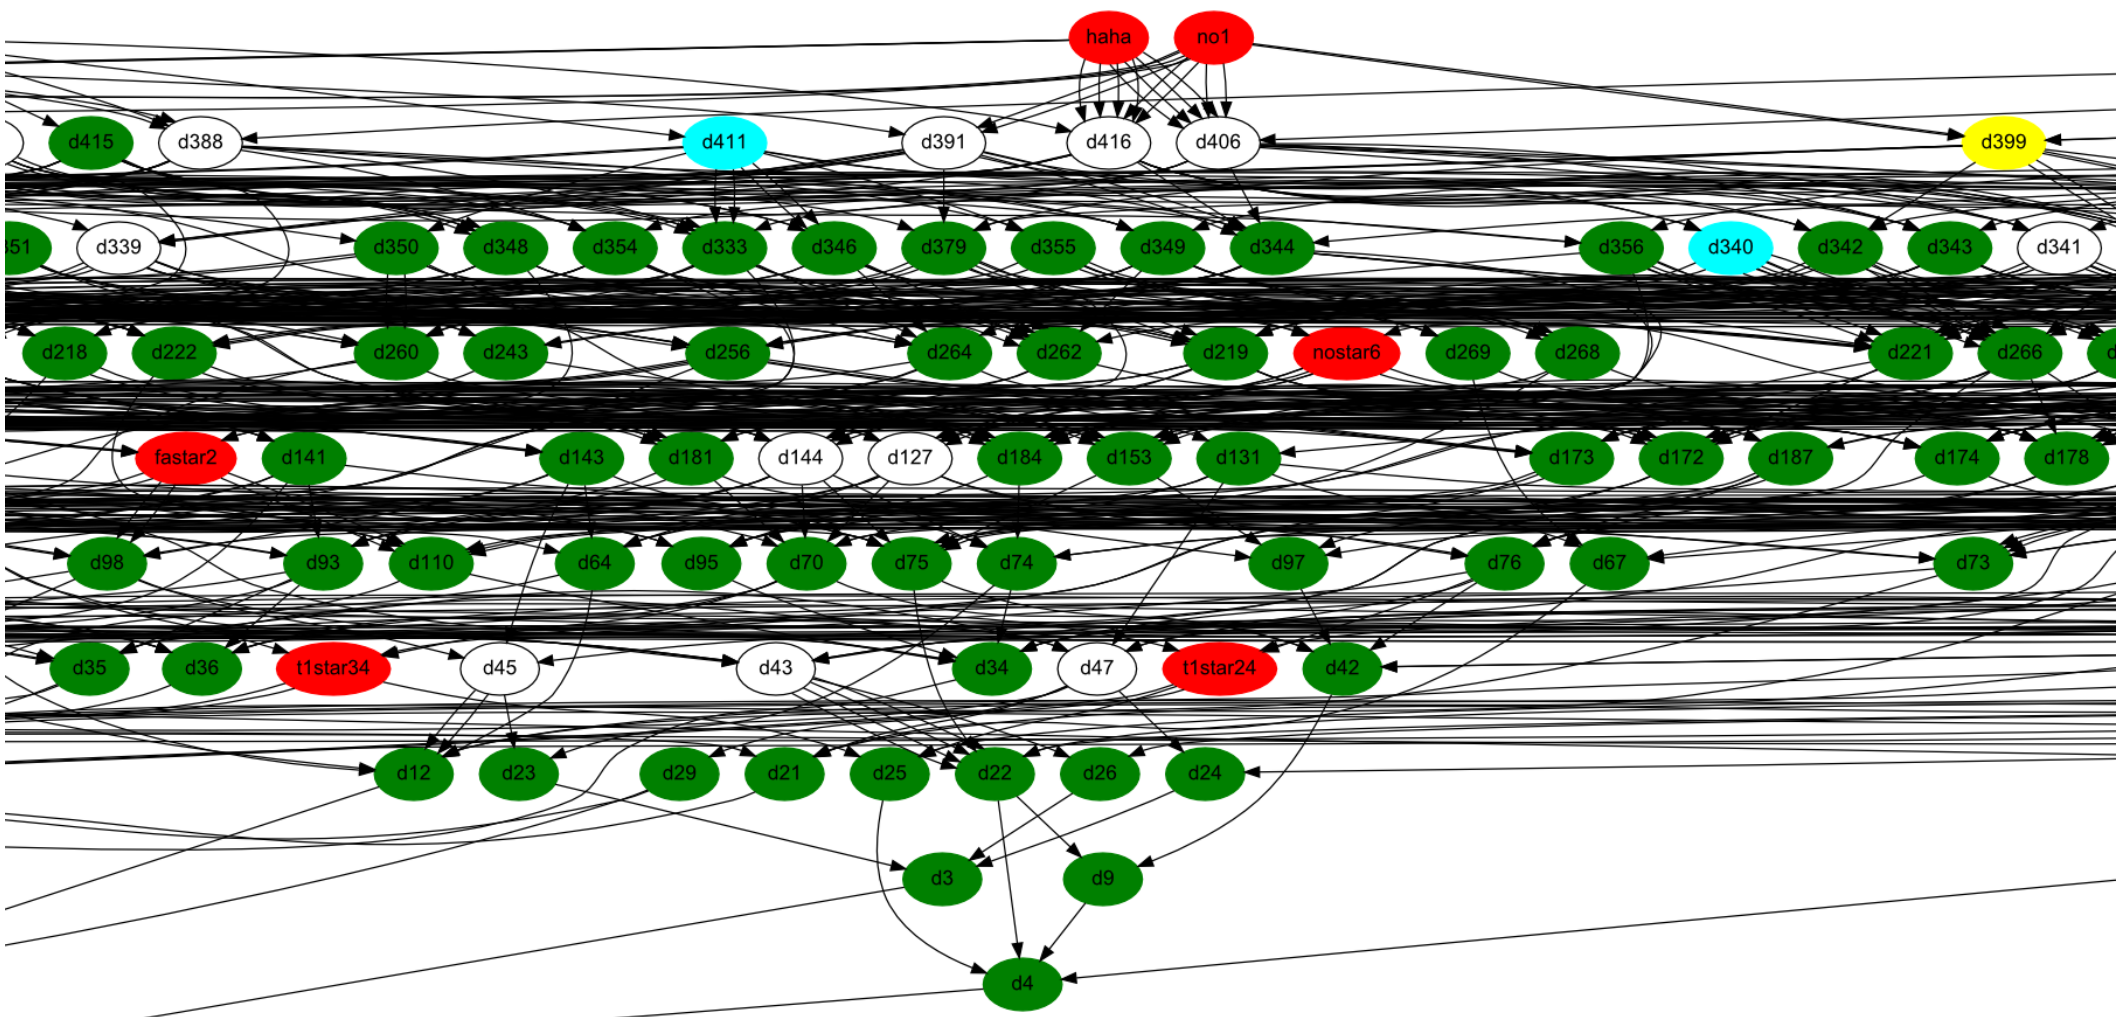 haha no1
d415 d388 d411 d391 d416 d406 d399
d339 d350 d348 d354 d333 d346 d379 d355 d349 d344 d356 d340 d342 d343 d341
d218 d222 d260 d243 d256 d264 d262 d219 nostar6 d269 d268 d221 d266
fastar2 d141 d143 d181 d144 d127 d184 d153 d131 d173 d172 d187 d174 d178
d98 d93 d110 d64 d95 d70 d75 d74 d97 d76 d67 d73
d35 d36 t1star34 d45 d43 d34 d47 t1star24 d42
d12 d23 d29 d21 d25 d22 d26 d24
d3 d9
d4